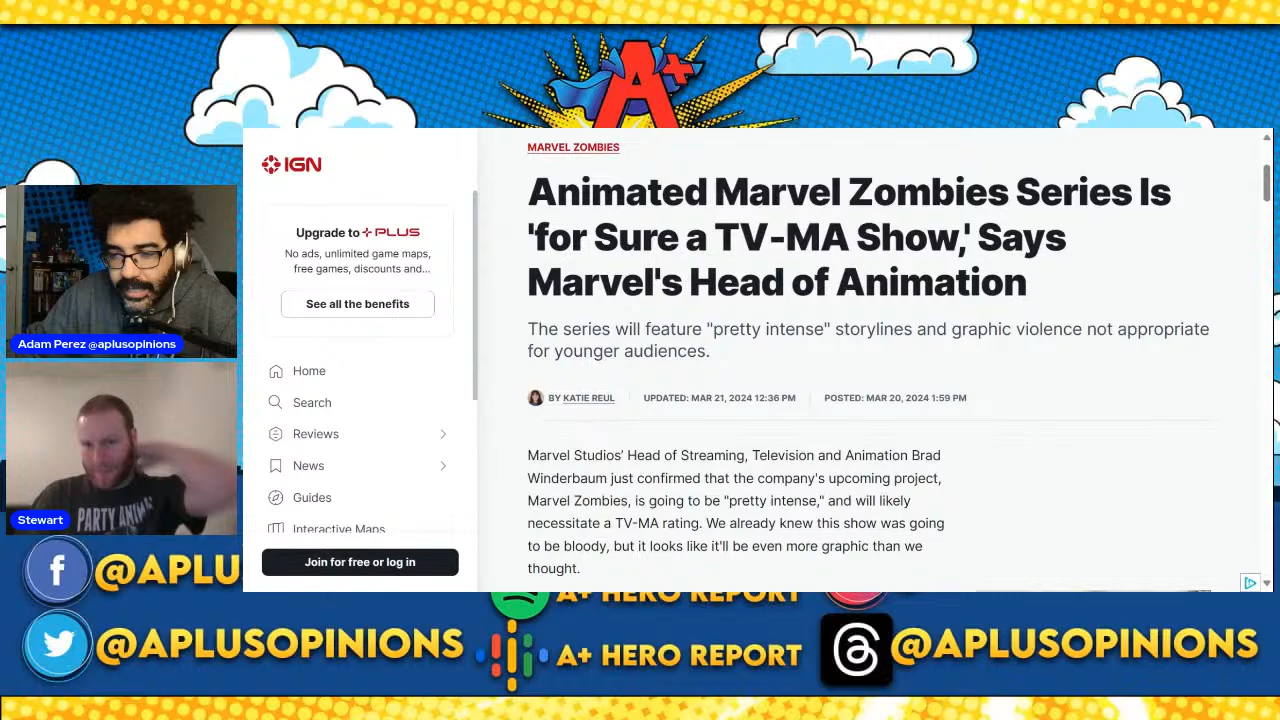 A+
MARVEL ZOMBIES
IGN
Animated Marvel Zombies Series Is
'for Sure a TV-MA Show,' Says
Marvel's Head of Animation
Upgrade to PLUS
No ads, unlimited game maps,
free games, discounts and...
See all the benefits
The series will feature "pretty intense" storylines and graphic violence not appropriate
for younger audiences.
Adam Perez @aplusopinions
Home
Search
Reviews
News
Guides
Interactive Maps
Join for free or log in
BY KATIE REUL
UPDATED: MAR 21, 2024 12:36 PM
POSTED: MAR 20, 2024 1:59 PM
Marvel Studios’ Head of Streaming, Television and Animation Brad
Winderbaum just confirmed that the company's upcoming project,
Marvel Zombies, is going to be "pretty intense," and will likely
necessitate a TV-MA rating. We already knew this show was going
to be bloody, but it looks like it'll be even more graphic than we
thought.
PARTY ANIM
Stewart
f
@APLU
A+ HERO REPORT
@APLUSOPINIONS
A+ HERO REPORT
@APLUSOPINIONS